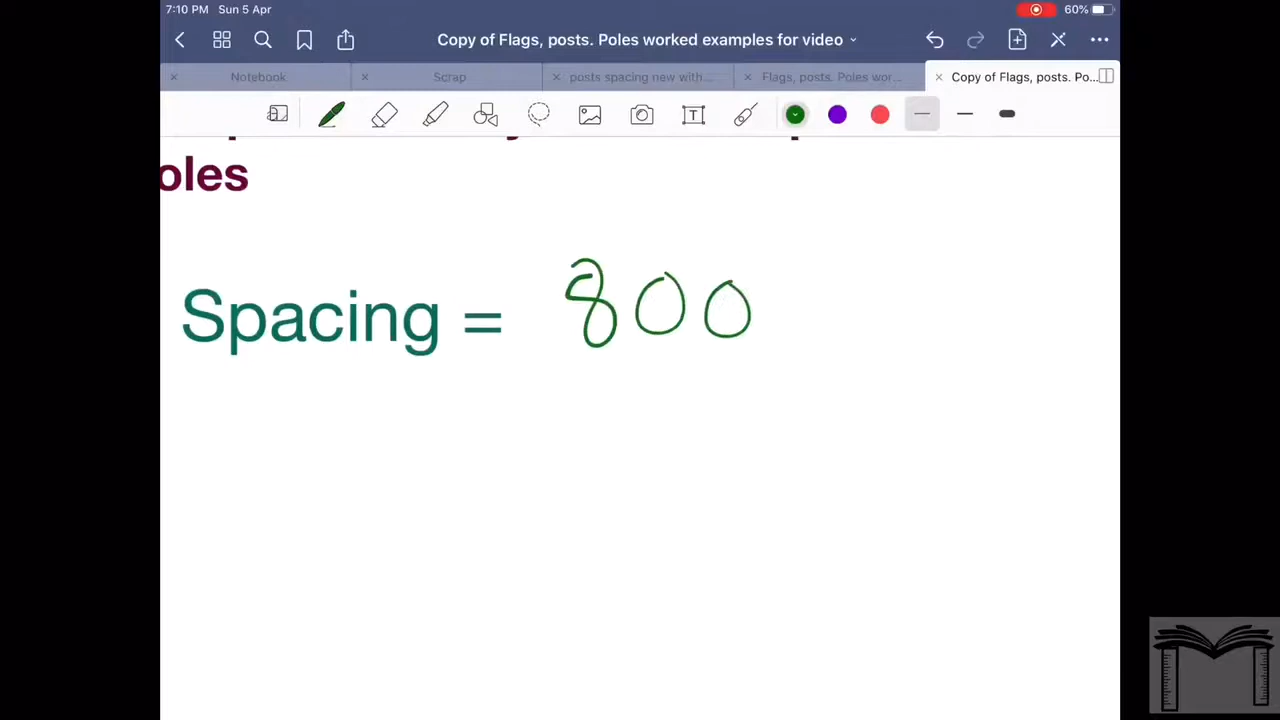 7:10 PM Sun 5 Apr
60%
Copy of Flags, posts. Poles worked examples for video
Notebook
Scrap
posts spacing new with...
Flags, posts. Poles wor...
Copy of Flags, posts. Po...
T
oles
Spacing = 800